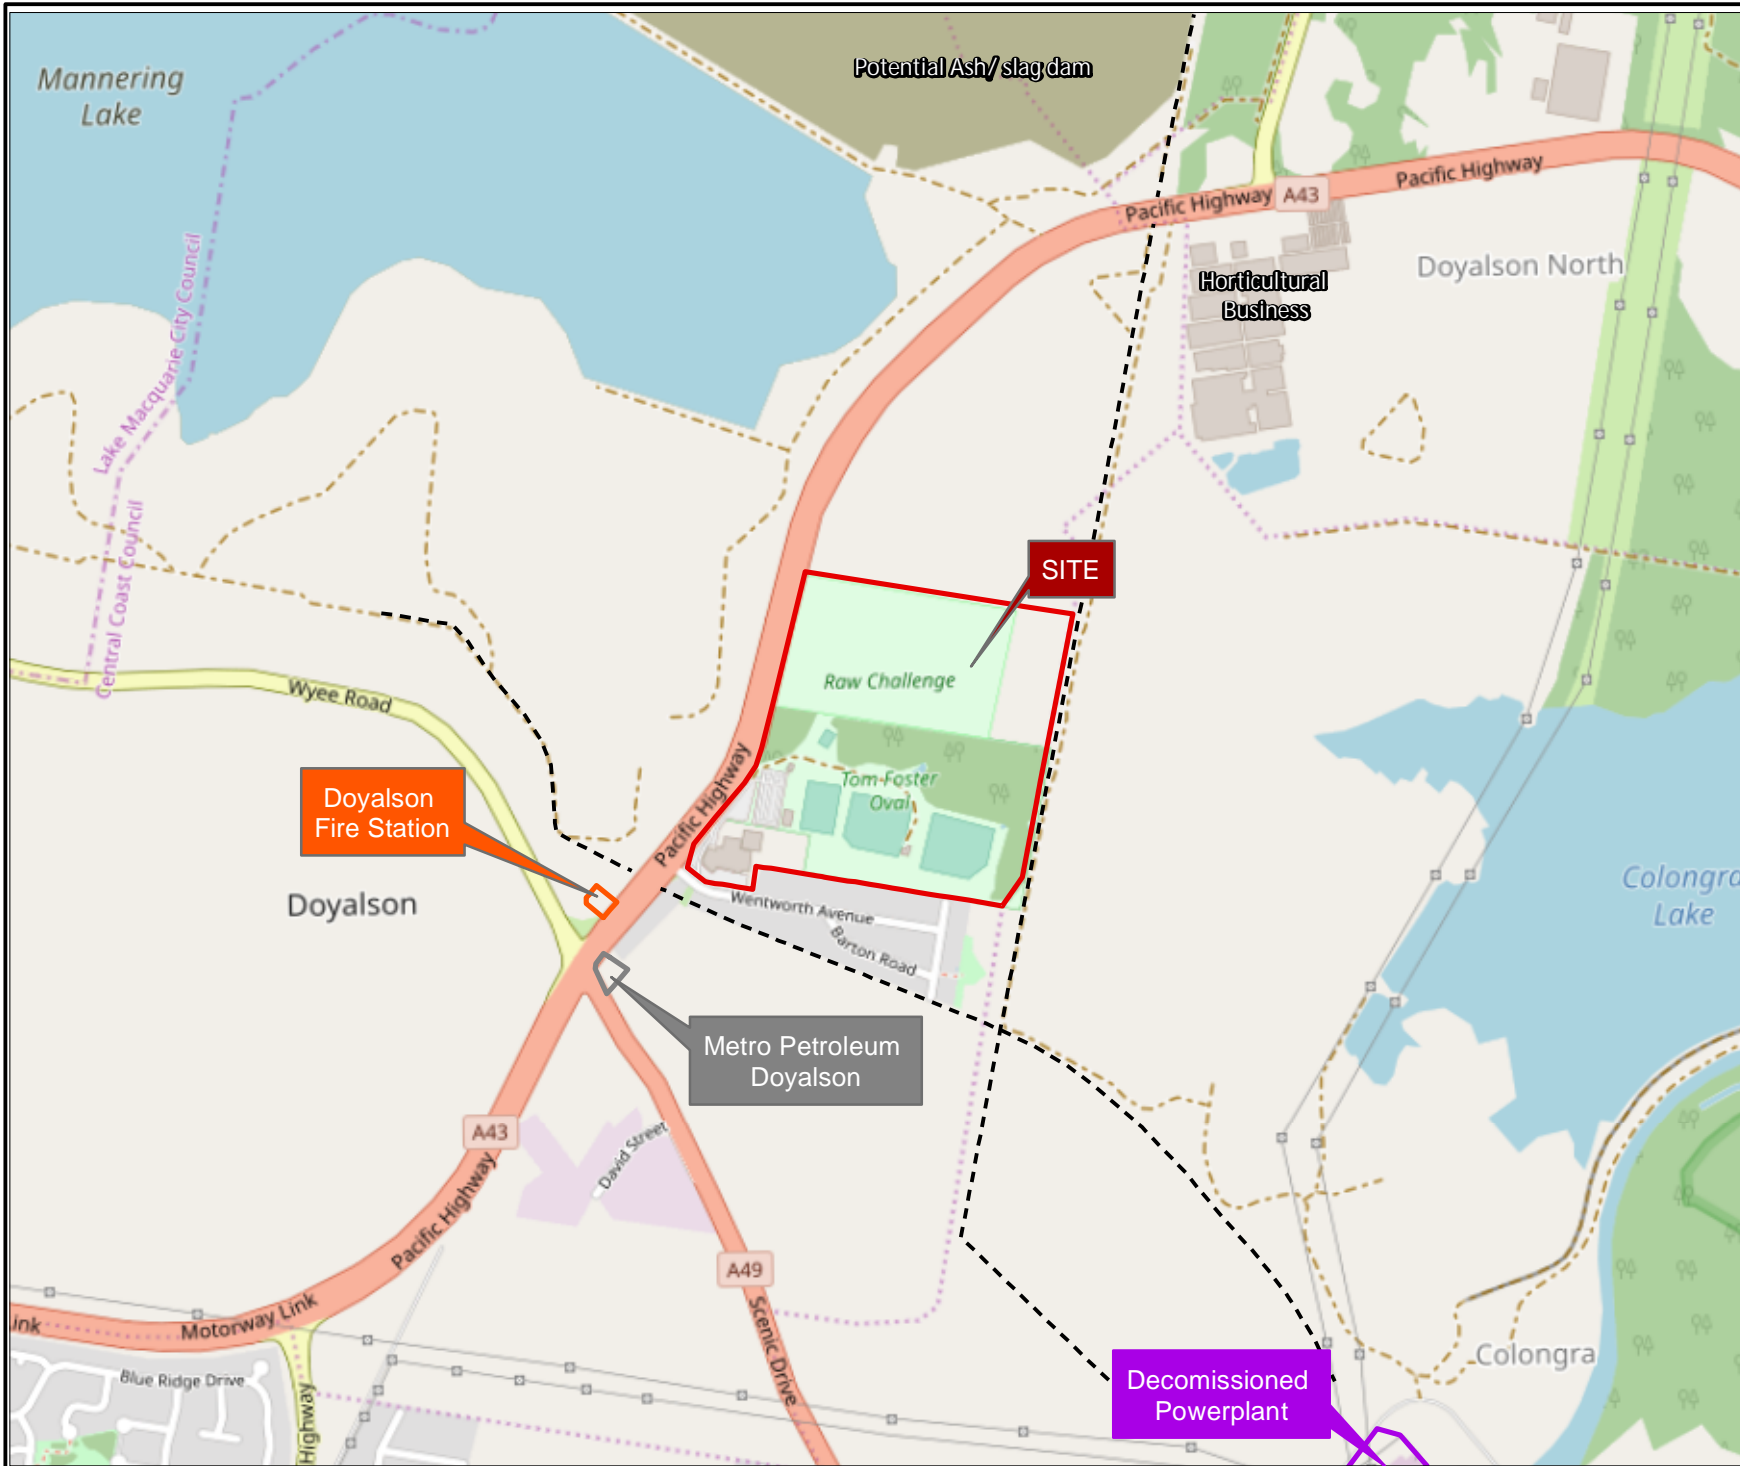 Mannering
Lake
Potential Ash/ slag dam
Pacific Highway
A43
Pacific Highway
Doyalson North
Horticultural
Business
Lake Macquarie City Council
Central Coast Council
SITE
Raw Challenge
Wyee Road
Pacific Highway
Tom Foster
Oval
Doyalson
Fire Station
Doyalson
Wentworth Avenue
Barton Road
Colongra
Lake
Metro Petroleum
Doyalson
A43
David Street
Pacific Highway
A49
Motorway Link
ink
Scenic Drive
Blue Ridge Drive
Highway
Colongra
Decomissioned
Powerplant